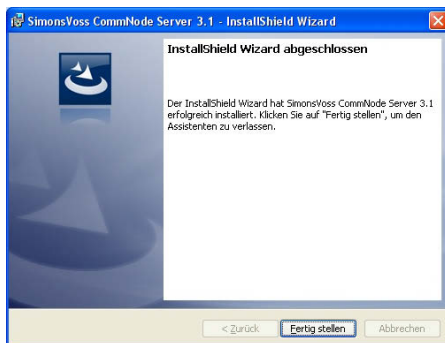 SimonsVoss CommNode Server 3.1 - InstallShield Wizard
InstallShield Wizard abgeschlossen
Der InstallShield Wizard hat SimonsVoss CommNode Server 3.1
erfolgreich installiert. Klicken Sie auf "Fertig stellen", um den
Assistenten zu verlassen.
< Zurück Fertig stellen Abbrechen